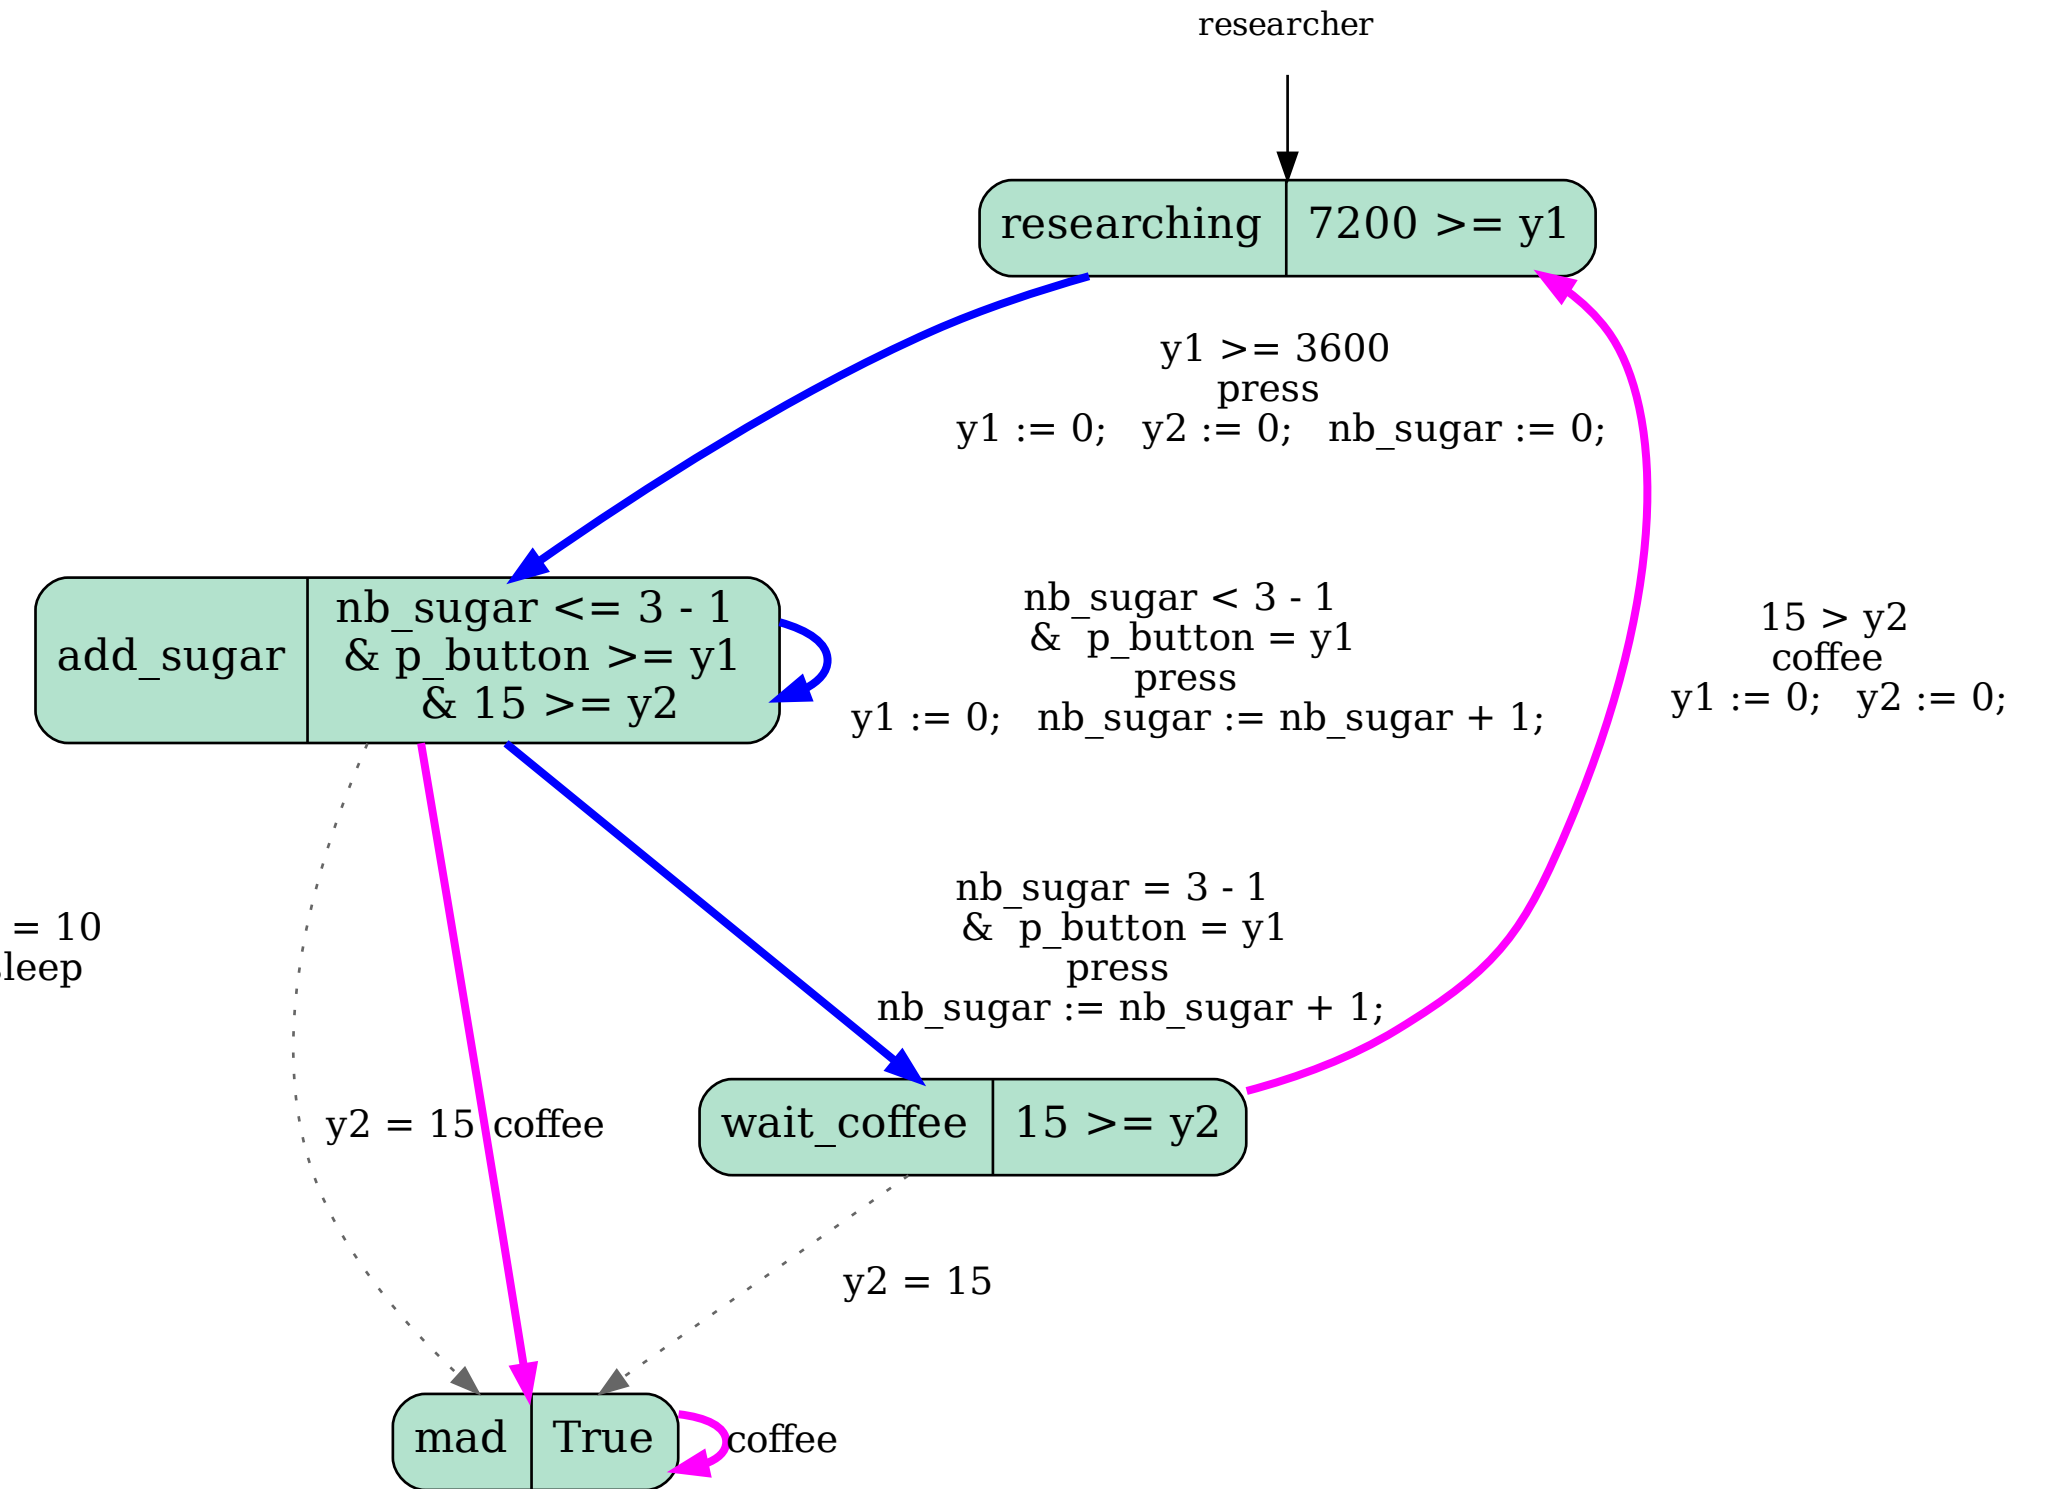 researcher
researching
7200 >= y1
y1 >= 3600
press
y1 := 0; y2 := 0; nb_sugar := 0;
add_sugar
nb_sugar <= 3 - 1
& p_button >= y1
& 15 >= y2
nb_sugar < 3 - 1
& p_button = y1
press
y1 := 0; nb_sugar := nb_sugar + 1;
15 > y2
coffee
y1 := 0; y2 := 0;
nb_sugar = 3 - 1
& p_button = y1
press
nb_sugar := nb_sugar + 1;
= 10
y2 = 15
coffee
wait_coffee
15 >= y2
y2 = 15
mad
True
coffee